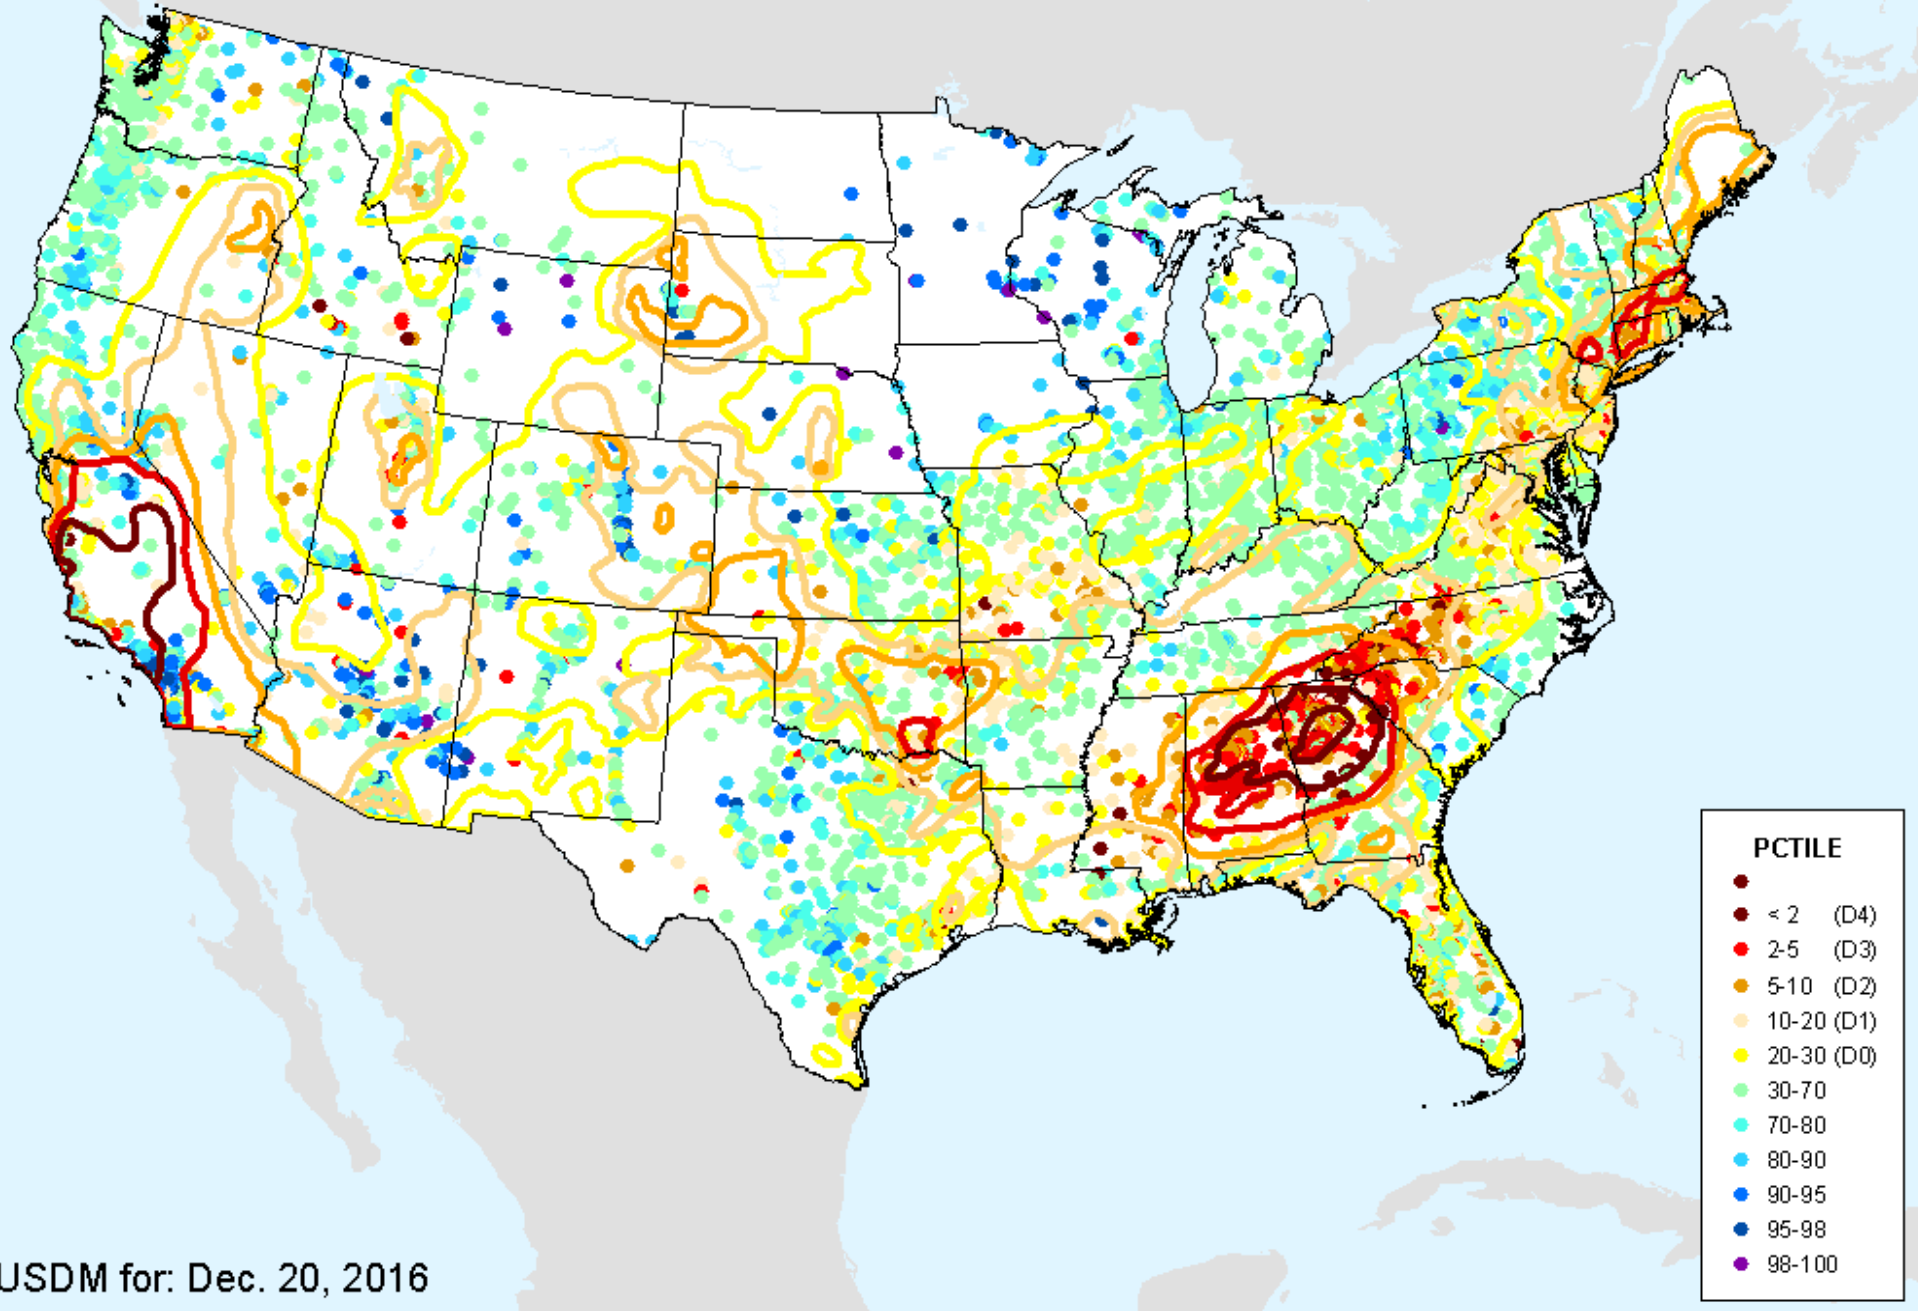 PCTILE
< 2 (D4)
2-5 (D3)
5-10 (D2)
10-20 (D1)
20-30 (D0)
30-70
70-80
80-90
90-95
95-98
98-100
USDM for: Dec. 20, 2016